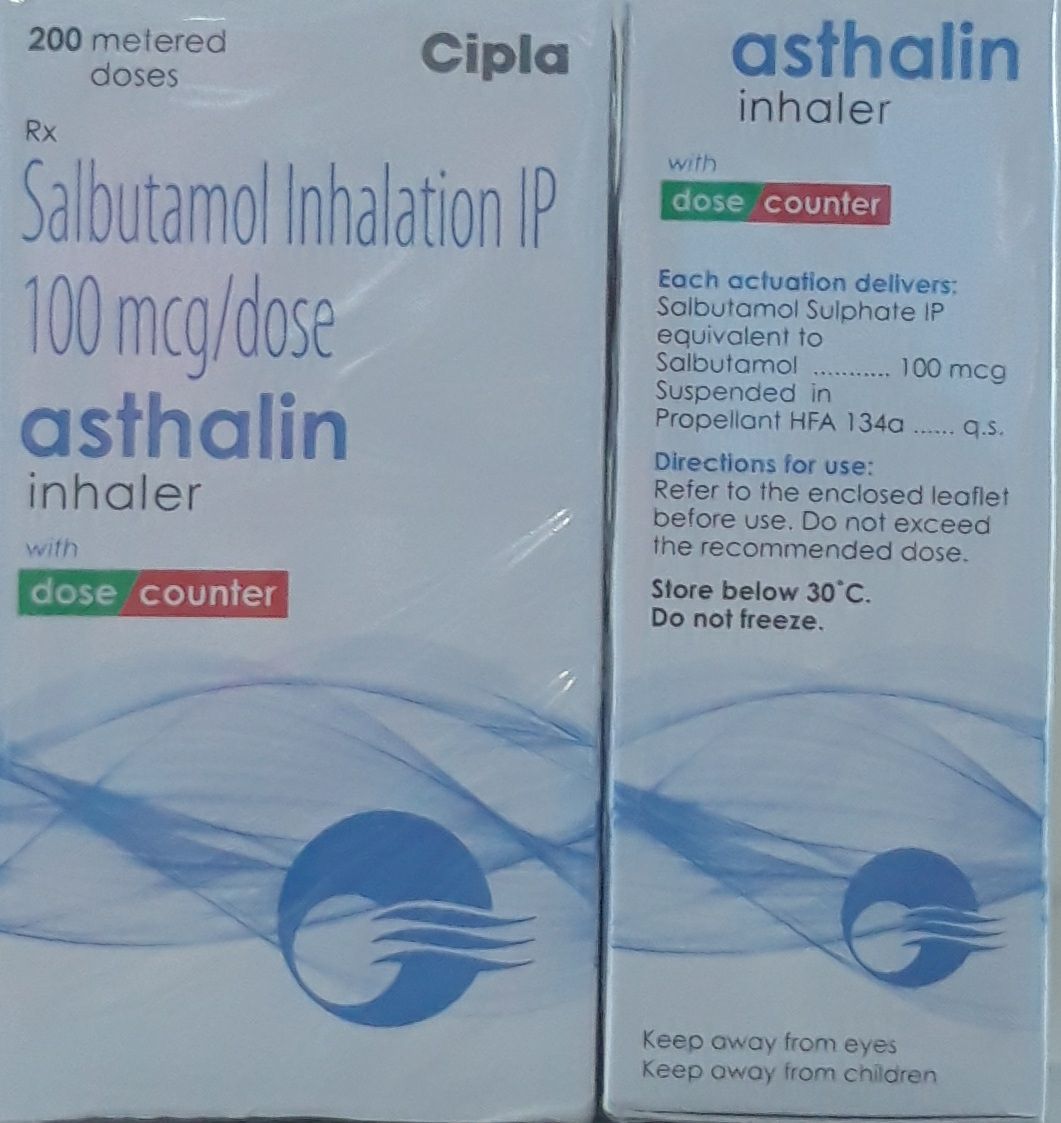 200 metered
doses
Cipla
Rx
Salbutamol Inhalation IP
100 mcg/dose
asthalin
inhaler
with
dose counter
asthalin
inhaler
with
dose counter
Each actuation delivers:
Salbutamol Sulphate IP
equivalent to
Salbutamol ........... 100 mcg
Suspended in
Propellant HFA 134a ...... q.s.
Directions for use:
Refer to the enclosed leaflet
before use. Do not exceed
the recommended dose.
Store below 30°C.
Do not freeze.
Keep away from eyes
Keep away from children